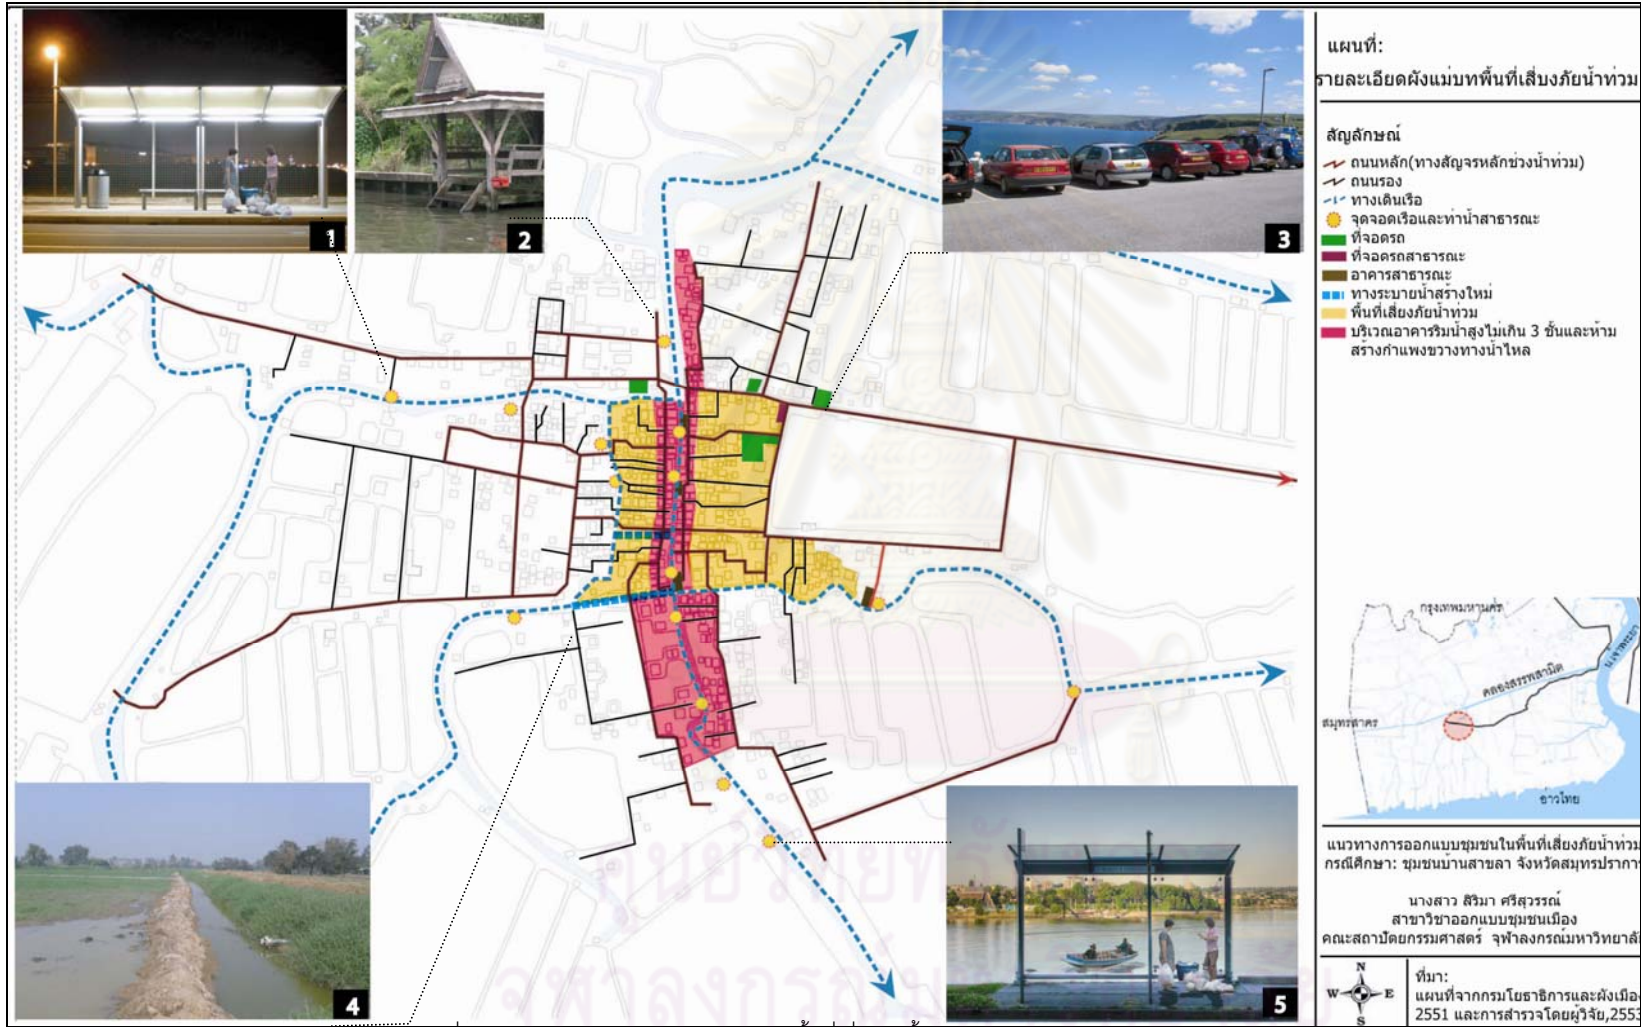 แผนที่:
รายละเอียดผังแม่บทพื้นที่เสี่ยงภัยน้ำท่วม
สัญลักษณ์
ถนนหลัก(ทางสัญจรหลักช่วงน้ำท่วม)
ถนนรอง
ทางเดินเรือ
จุดจอดเรือและท่าน้ำสาธารณะ
ที่จอดรถ
ที่จอดรถสาธารณะ
อาคารสาธารณะ
ทางระบายน้ำสร้างใหม่
พื้นที่เสี่ยงภัยน้ำท่วม
บริเวณอาคารริมน้ำสูงไม่เกิน 3 ชั้นและห้าม
สร้างกำแพงขวางทางน้ำไหล
1
2
3
4
5
กรุงเทพมหานคร
คลองสรรพสามิต
สมุทรสาคร
อ่าวไทย
แนวทางการออกแบบชุมชนในพื้นที่เสี่ยงภัยน้ำท่วม
กรณีศึกษา: ชุมชนบ้านสาขลา จังหวัดสมุทรปราการ
นางสาว สิริมา ศรีสุวรรณ์
สาขาวิชาออกแบบชุมชนเมือง
คณะสถาปัตยกรรมศาสตร์ จุฬาลงกรณ์มหาวิทยาลัย
N
W E
S
ที่มา:
แผนที่จากกรมโยธาธิการและผังเมือง
2551 และการสำรวจโดยผู้วิจัย,2553